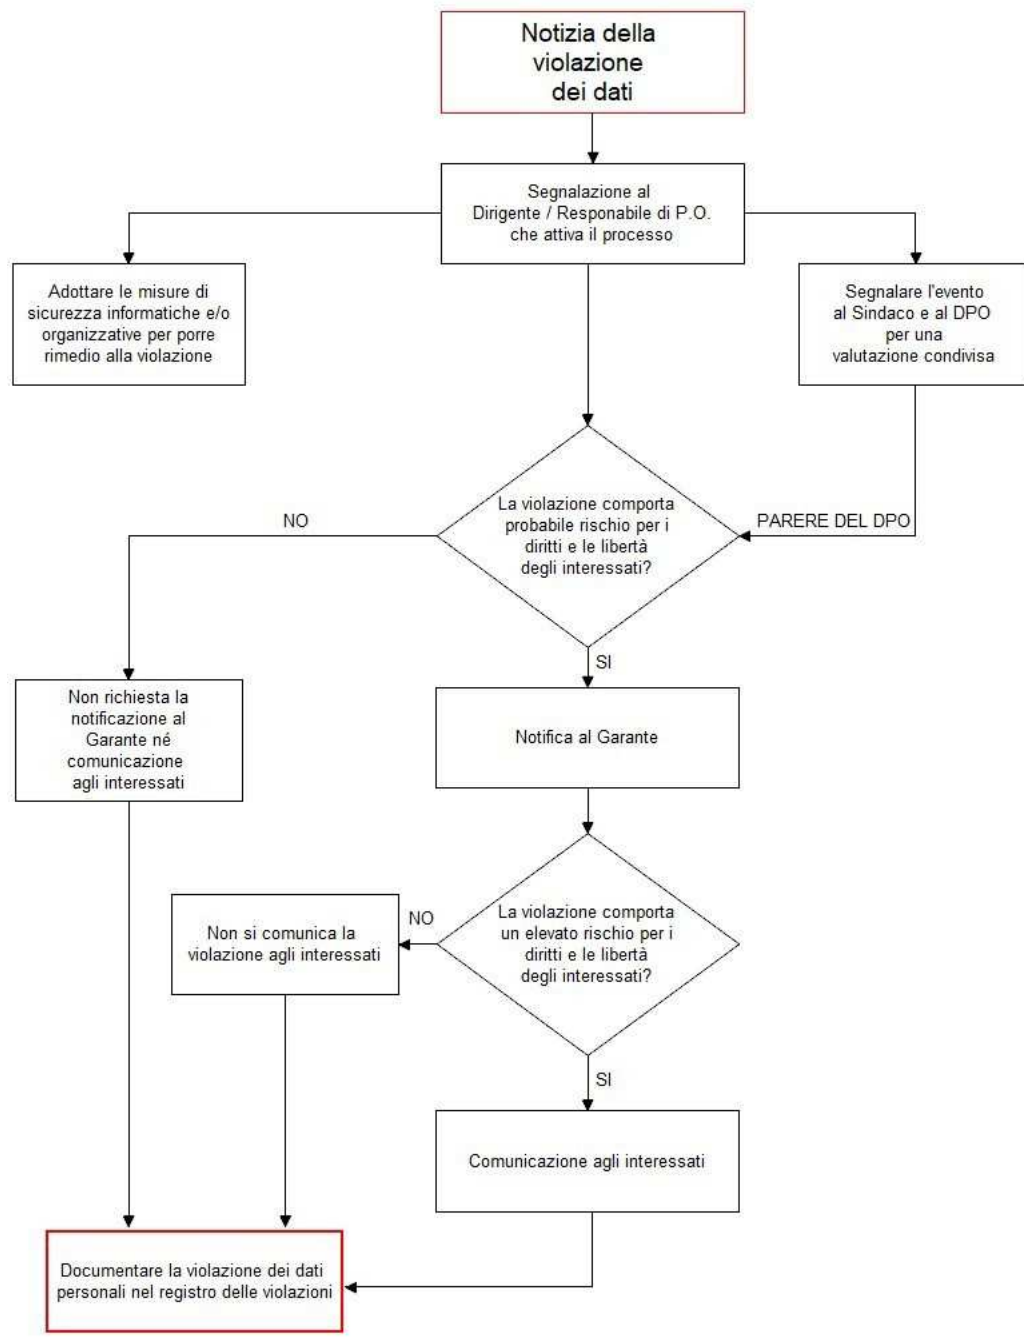 Notizia della
violazione
dei dati
Segnalazione al
Dirigente / Responabile di P.O.
che attiva il processo
Adottare le misure di
sicurezza informatiche e/o
organizzative per porre
rimedio alla violazione
Segnalare l'evento
al Sindaco e al DPO
per una
valutazione condivisa
La violazione comporta
probabile rischio per i
diritti e le libertà
degli interessati?
NO
PARERE DEL DPO
SI
Non richiesta la
notificazione al
Garante né
comunicazione
agli interessati
Notifica al Garante
La violazione comporta
un elevato rischio per i
diritti e le libertà
degli interessati?
NO
Non si comunica la
violazione agli interessati
SI
Comunicazione agli interessati
Documentare la violazione dei dati
personali nel registro delle violazioni